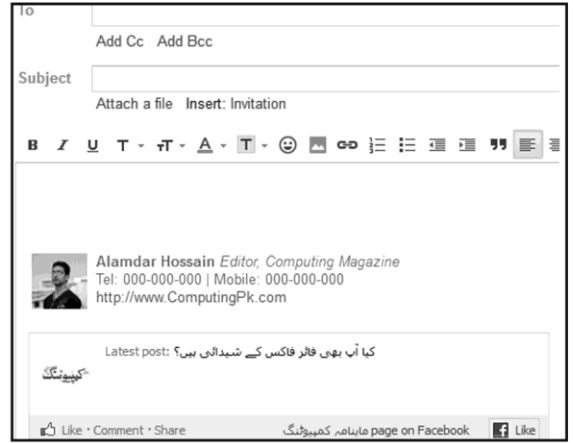 To
Add Cc Add Bcc
Subject
Attach a file Insert: Invitation
B I U T T A T
Alamdar Hossain Editor, Computing Magazine
Tel: 000-000-000 | Mobile: 000-000-000
http://www.ComputingPk.com
Latest post: کیا آپ بھی فائر فاکس کے شیدائی ہیں؟
کمپیوٹنگ
Like · Comment · Share
ماہنامہ کمپیوٹنگ page on Facebook
f Like